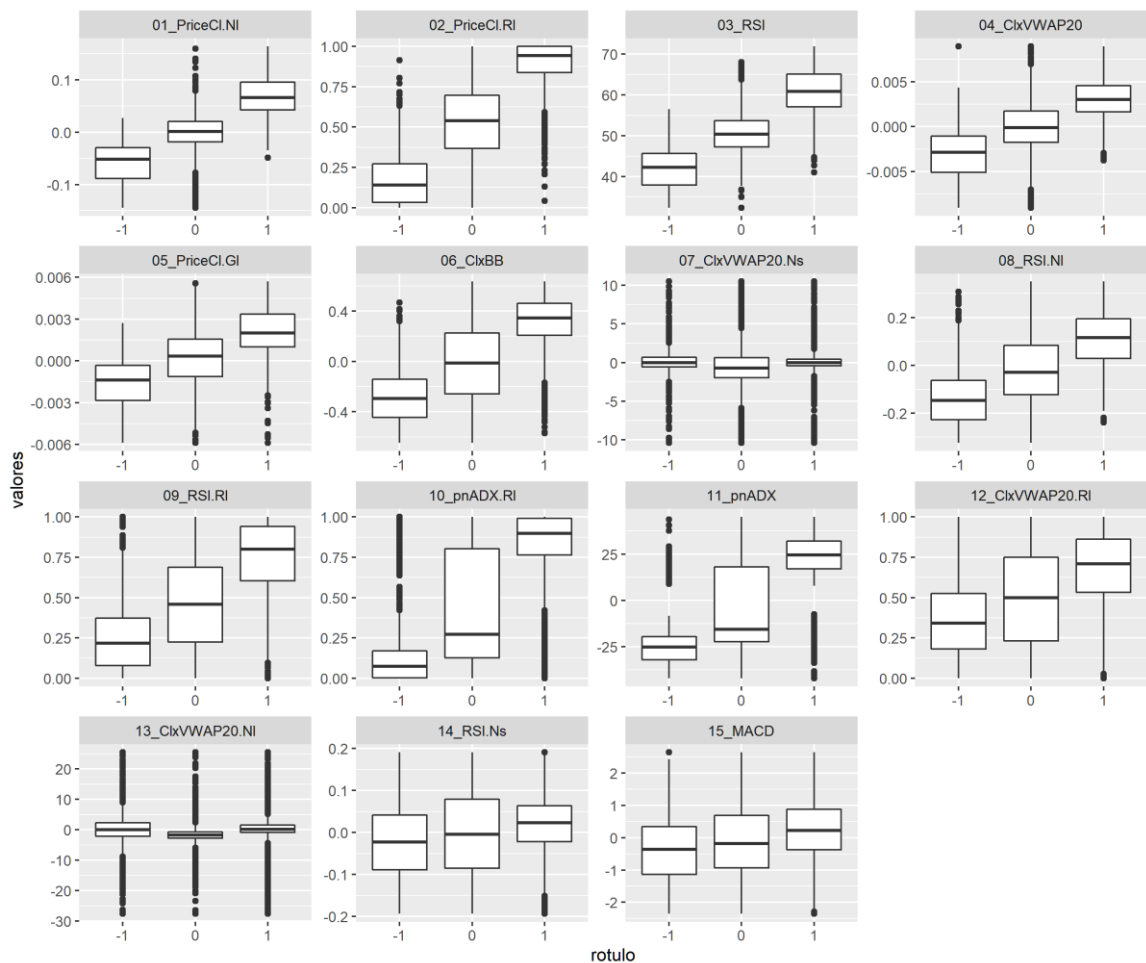 01_PriceCl.Nl 02_PriceCl.Rl 03_RSI 04_ClxVWAP20
0.1 0.0 -0.1
1.00 0.75 0.50 0.25 0.00
70 60 50 40
0.005 0.000 -0.005
-1 0 1 -1 0 1 -1 0 1 -1 0 1
05_PriceCl.Gl 06_ClxBB 07_ClxVWAP20.Ns 08_RSI.Nl
0.006 0.003 0.000 -0.003 -0.006
0.4 0.0 -0.4
10 5 0 -5 -10
0.2 0.0 -0.2
-1 0 1 -1 0 1 -1 0 1 -1 0 1
valores
09_RSI.Rl 10_pnADX.Rl 11_pnADX 12_ClxVWAP20.Rl
1.00 0.75 0.50 0.25 0.00
1.00 0.75 0.50 0.25 0.00
25 0 -25
1.00 0.75 0.50 0.25 0.00
-1 0 1 -1 0 1 -1 0 1 -1 0 1
13_ClxVWAP20.Nl 14_RSI.Ns 15_MACD
20 10 0 -10 -20 -30
0.2 0.1 0.0 -0.1 -0.2
2 1 0 -1 -2
-1 0 1 -1 0 1 -1 0 1
rotulo